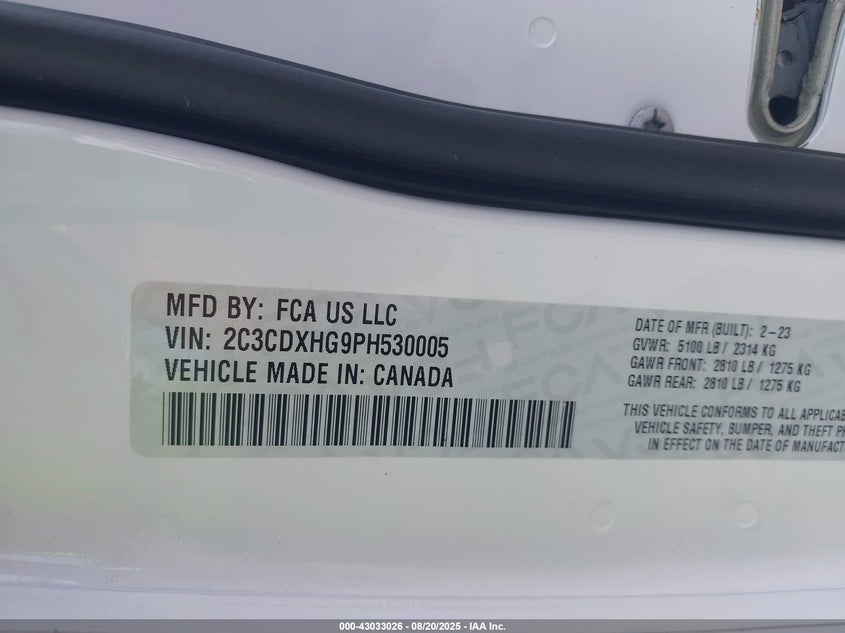 MFD BY: FCA US LLC
VIN: 2C3CDXHG9PH530005
VEHICLE MADE IN: CANADA
DATE OF MFR (BUILT): 2-23
GVWR: 5100 LB / 2314 KG
GAWR FRONT: 2810 LB / 1275 KG
GAWR REAR: 2810 LB / 1275 KG
THIS VEHICLE CONFORMS TO ALL APPLICAB
VEHICLE SAFETY, BUMPER, AND THEFT P
IN EFFECT ON THE DATE OF MANUFACT
000-43033026 - 08/20/2025 - IAA Inc.